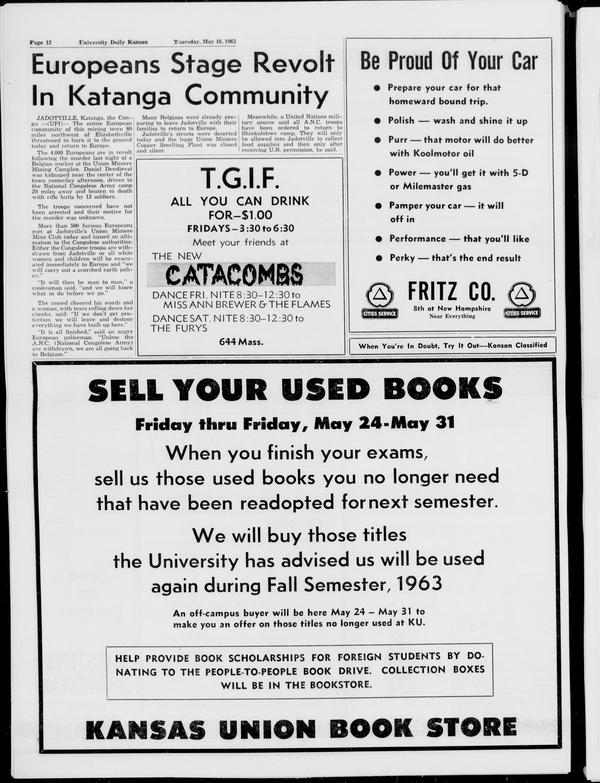 Page 12 University Daily Kansan Thursday, May 16, 1963
Europeans Stage Revolt
In Katanga Community
JADOTVILLE, Katanga, the Con-
go —(UPI)— The entire European
community of this mining town 80
miles northwest of Elizabethville
threatened to burn it to the ground
today and return to Europe.
The 4,000 Europeans are in revolt
following the murder last night of a
Belgian worker at the Union Miniere
Mining Complex. Daniel Dendeval
was kidnaped near the center of the
town yesterday afternoon, driven to
the National Congolese Army camp
20 miles away and beaten to death
with rifle butts by 12 soldiers.
The troops concerned have not
been arrested and their motive for
the murder was unknown.
More than 500 furious Europeans
met at Jadotville's Union Miniere
Mine Club today and issued an ulti-
matum to the Congolese authorities:
Either the Congolese troops are with-
drawn from Jadotville or all white
women and children will be evacu-
ated immediately to Europe and "we
will carry out a scorched earth poli-
cy."
"It will then be man to man," a
spokesman said, "and we will know
what to do before we go."
The crowd cheered his words and
a woman, with tears rolling down her
cheeks, said: "If we don't get pro-
tection we will leave and destroy
everything we have built up here."
"It is all finished," said an angry
European policeman. "Unless the
A.N.C. (National Congolese Army)
are withdrawn, we are all going back
to Belgium."
Many Belgians were already pre-
paring to leave Jadotville with their
families to return to Europe.
Jadotville's streets were deserted
today and the huge Union Miniere
Copper Smelting Plant was closed
and silent.
Meanwhile, a United Nations mili-
tary source said all A.N.C. troops
have been ordered to return to
Shinkolobwe camp. They will only
be allowed into Jadotville to collect
food supplies and then only after
receiving U.N. permission, he said.
T.G.I.F.
ALL YOU CAN DRINK
FOR–$1.00
FRIDAYS – 3:30 to 6:30
Meet your friends at
THE NEW
CATACOMBS
DANCE FRI. NITE 8:30–12:30 to
MISS ANN BREWER & THE FLAMES
DANCE SAT. NITE 8:30–12:30 to
THE FURYS
644 Mass.
Be Proud Of Your Car
● Prepare your car for that
homeward bound trip.
● Polish — wash and shine it up
● Purr — that motor will do better
with Koolmotor oil
● Power — you'll get it with 5-D
or Milemaster gas
● Pamper your car — it will
off in
● Performance — that you'll like
● Perky — that's the end result
CITIES SERVICE
FRITZ CO.
8th at New Hampshire
Near Everything
CITIES SERVICE
When You're In Doubt, Try It Out—Kansan Classified
SELL YOUR USED BOOKS
Friday thru Friday, May 24-May 31
When you finish your exams,
sell us those used books you no longer need
that have been readopted for next semester.
We will buy those titles
the University has advised us will be used
again during Fall Semester, 1963
An off-campus buyer will be here May 24 – May 31 to
make you an offer on those titles no longer used at KU.
HELP PROVIDE BOOK SCHOLARSHIPS FOR FOREIGN STUDENTS BY DO-
NATING TO THE PEOPLE-TO-PEOPLE BOOK DRIVE. COLLECTION BOXES
WILL BE IN THE BOOKSTORE.
KANSAS UNION BOOK STORE